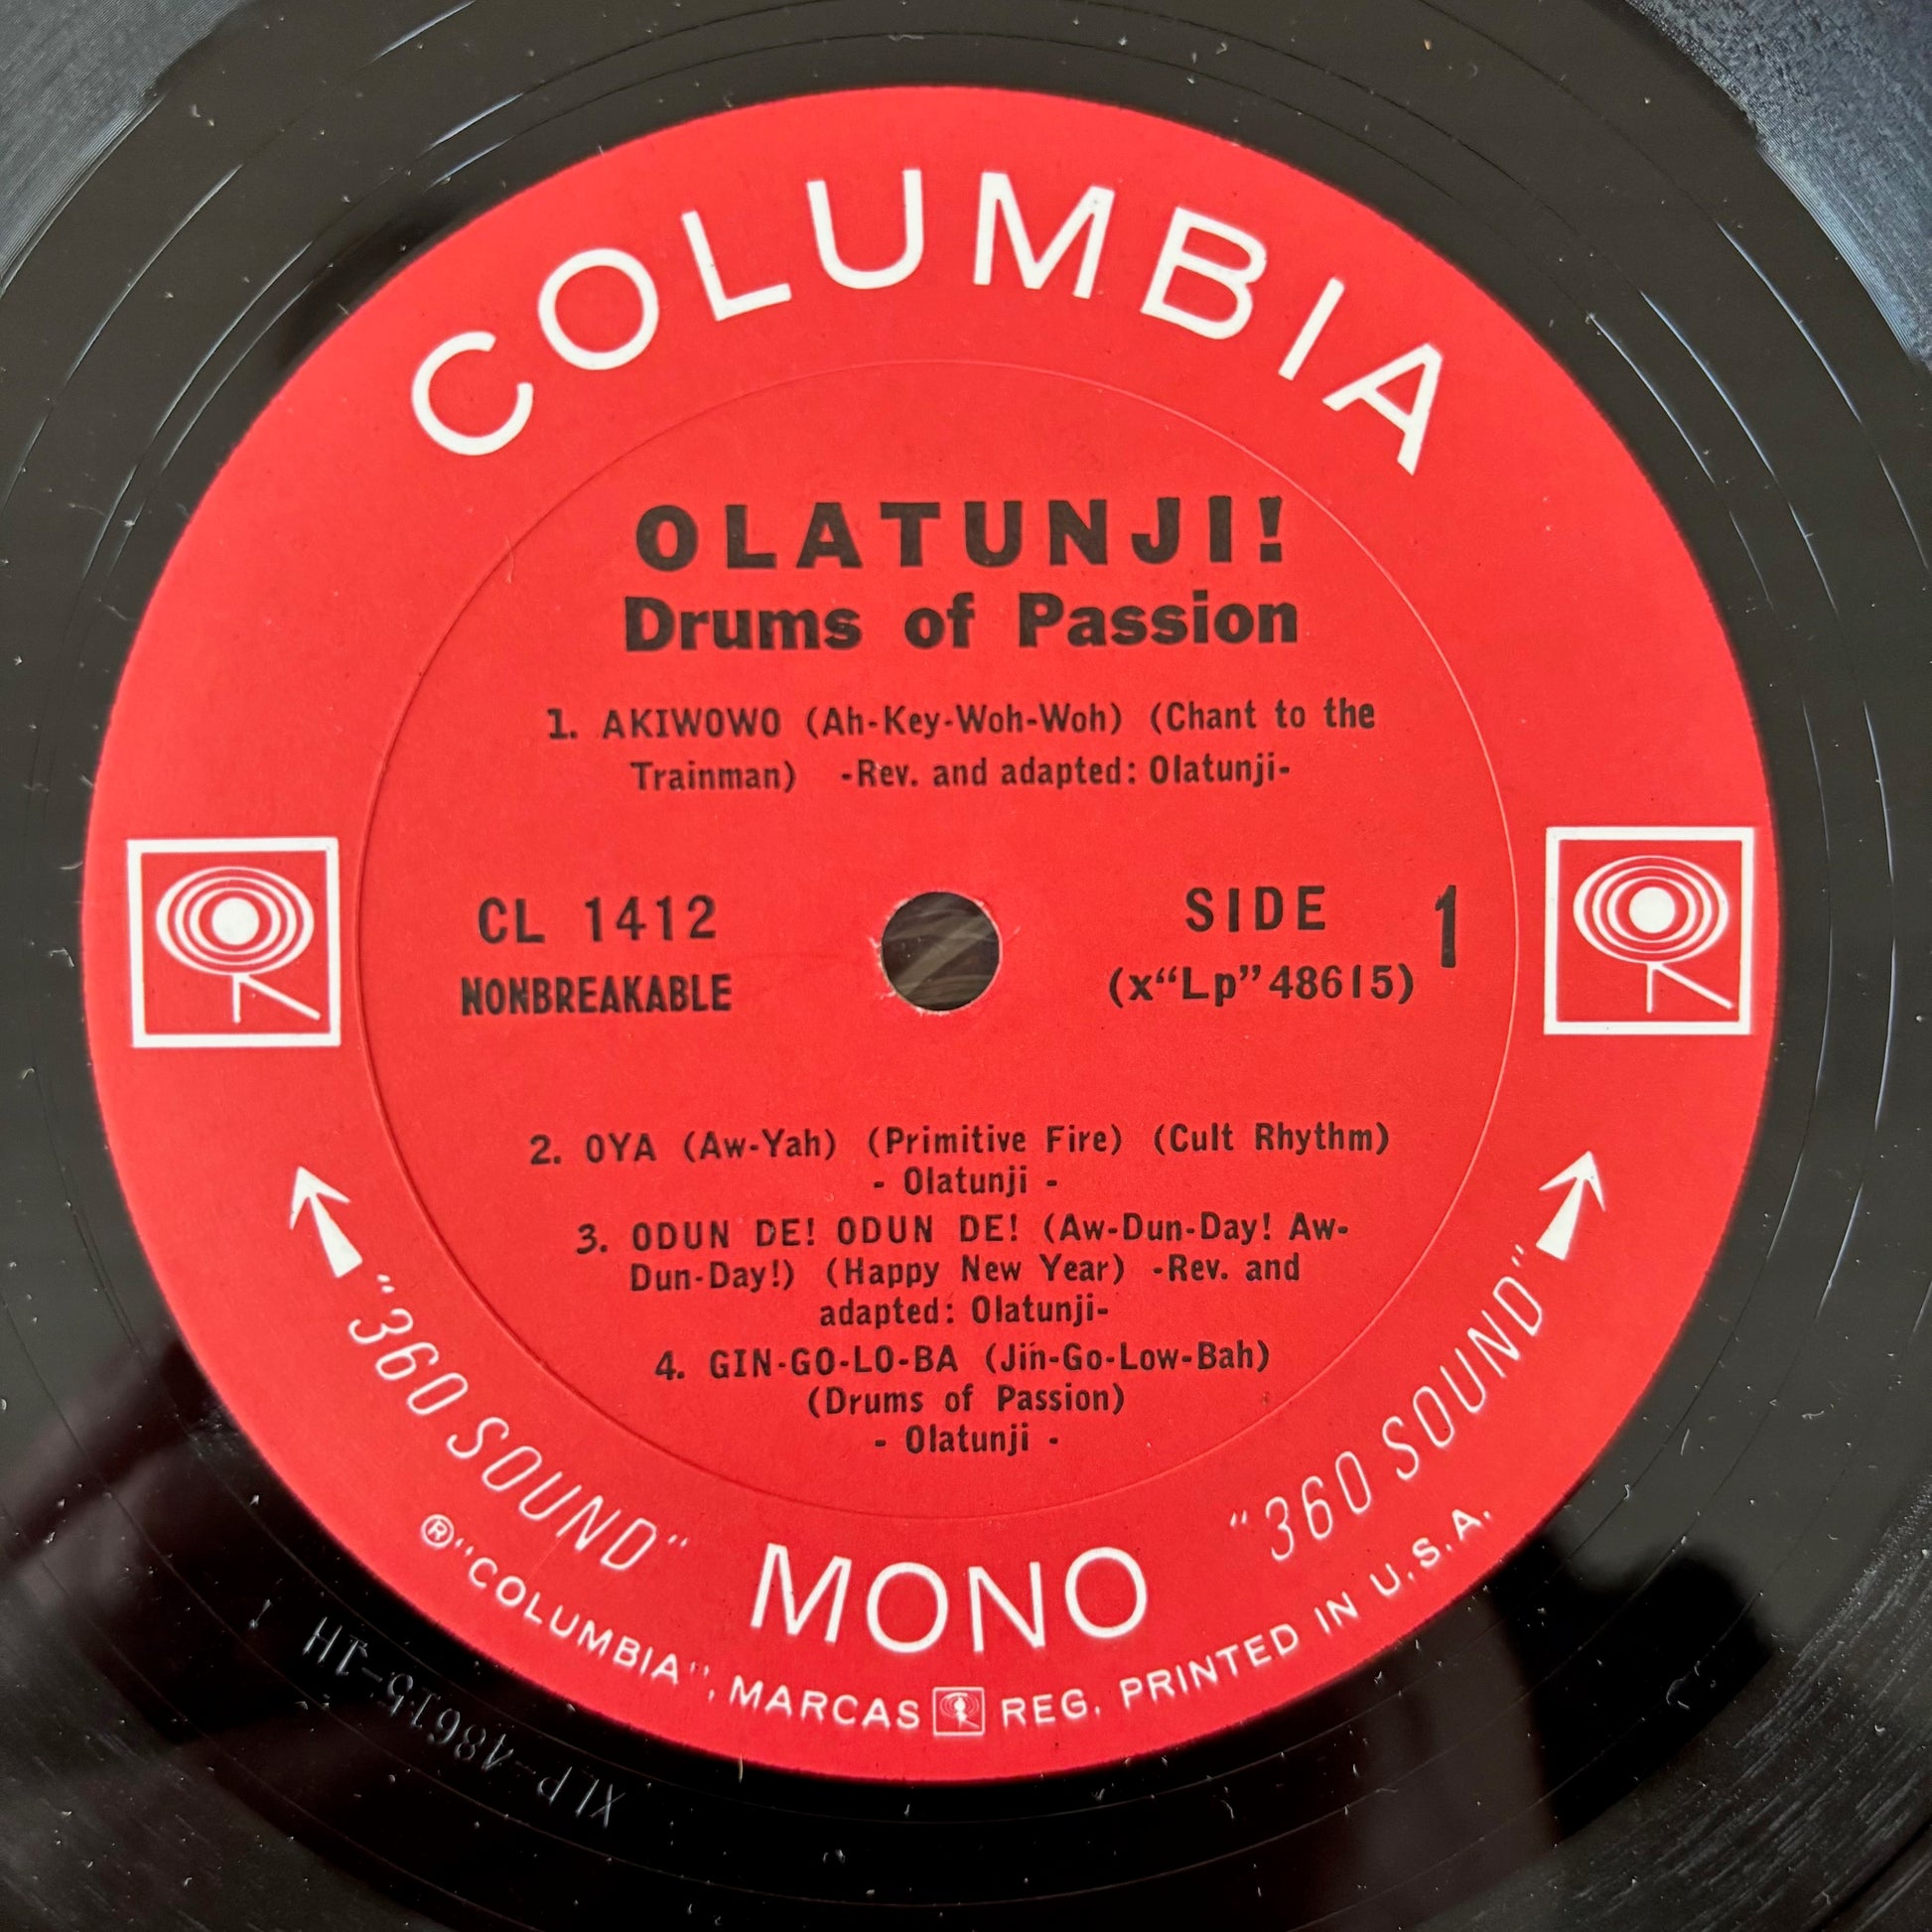 COLUMBIA
OLATUNJI!
Drums of Passion
1. AKIWOWO (Ah-Key-Woh-Woh) (Chant to the
Trainman) -Rev. and adapted: Olatunji-
CL 1412
NONBREAKABLE
SIDE 1
(x“Lp”48615)
2. OYA (Aw-Yah) (Primitive Fire) (Cult Rhythm)
- Olatunji -
3. ODUN DE! ODUN DE! (Aw-Dun-Day! Aw-
Dun-Day!) (Happy New Year) -Rev. and
adapted: Olatunji-
4. GIN-GO-LO-BA (Jin-Go-Low-Bah)
(Drums of Passion)
- Olatunji -
"360 SOUND"
MONO
"360 SOUND"
®"COLUMBIA", MARCAS REG. PRINTED IN U.S.A.
XLP-48615-1H